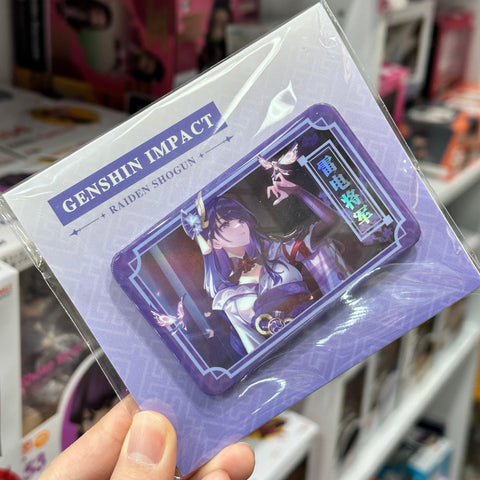 GENSHIN IMPACT
RAIDEN SHOGUN
雷电将军